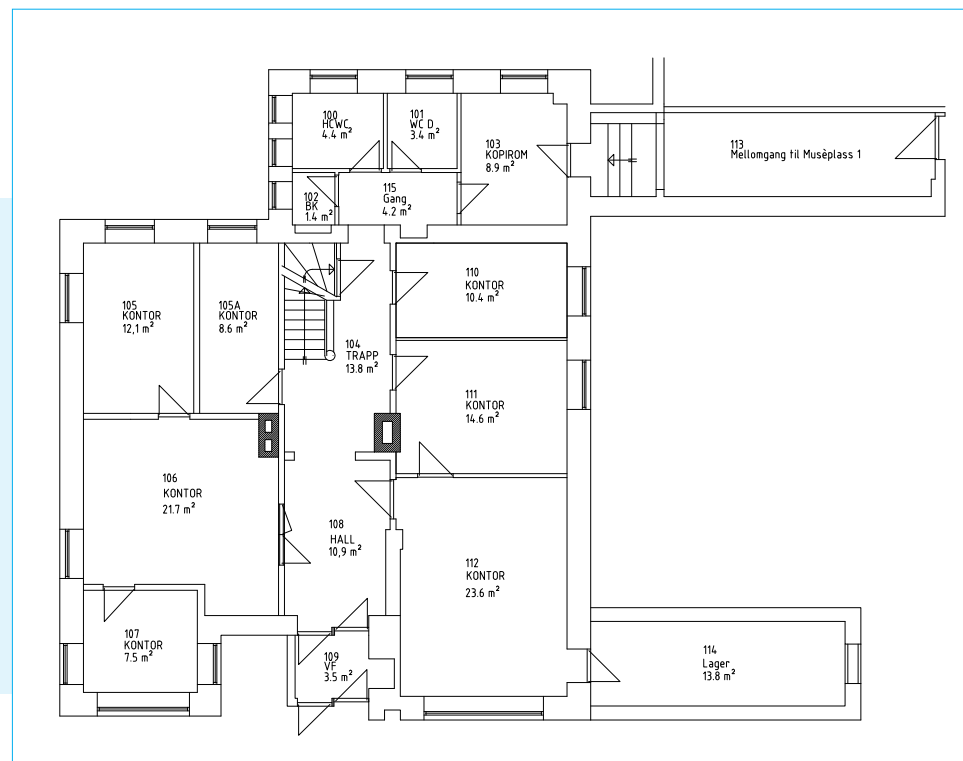 100
HCWC
4.4 m²
101
WC D
3.4 m²
103
KOPIROM
8.9 m²
113
Mellomgang til Musèplass 1
102
BK
1.4 m²
115
Gang
4.2 m²
105
KONTOR
12,1 m²
105A
KONTOR
8.6 m²
110
KONTOR
10.4 m²
104
TRAPP
13.8 m²
111
KONTOR
14.6 m²
106
KONTOR
21.7 m²
108
HALL
10,9 m²
112
KONTOR
23.6 m²
107
KONTOR
7.5 m²
109
VF
3.5 m²
114
Lager
13.8 m²